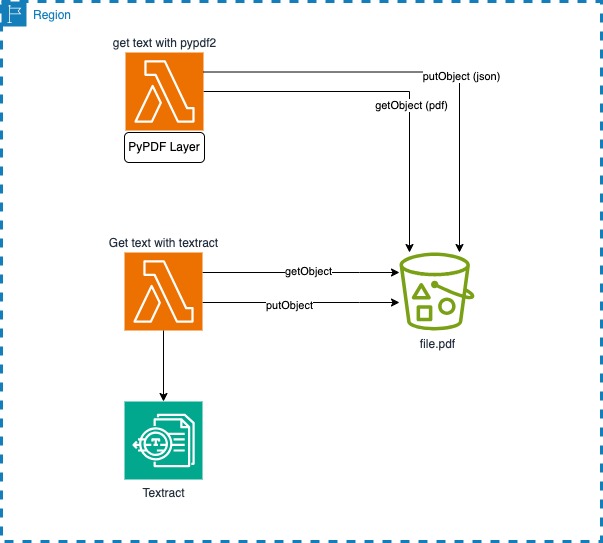 Region
get text with pypdf2
putObject (json)
getObject (pdf)
PyPDF Layer
Get text with textract
getObject
putObject
file.pdf
Textract